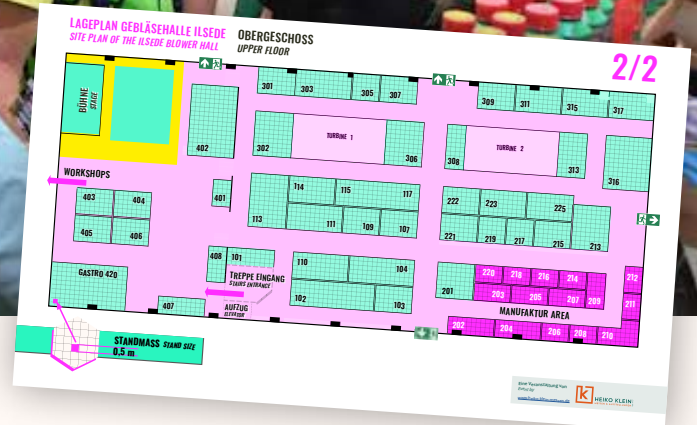 LAGEPLAN GEBLÄSEHALLE ILSEDE
SITE PLAN OF THE ILSEDE BLOWER HALL
OBERGESCHOSS
UPPER FLOOR
2/2
BÜHNE
STAGE
301 303 305 307
309 311 315 317
402
302
TURBINE 1
306
308
TURBINE 2
313
316
WORKSHOPS
403 404
405 406
401
114 115 117
113 111 109 107
222 223 225
221 219 217 215 213
408 101
110 104
102 103
TREPPE EINGANG
STAIRS ENTRANCE
AUFZUG
ELEVATOR
GASTRO 420
407
201
220 218 216 214
203 205 207 209
212
211
MANUFAKTUR AREA
202 204 206 208 210
STANDMASS STAND SIZE
0,5 m
Eine Veranstaltung von
HEIKO KLEIN